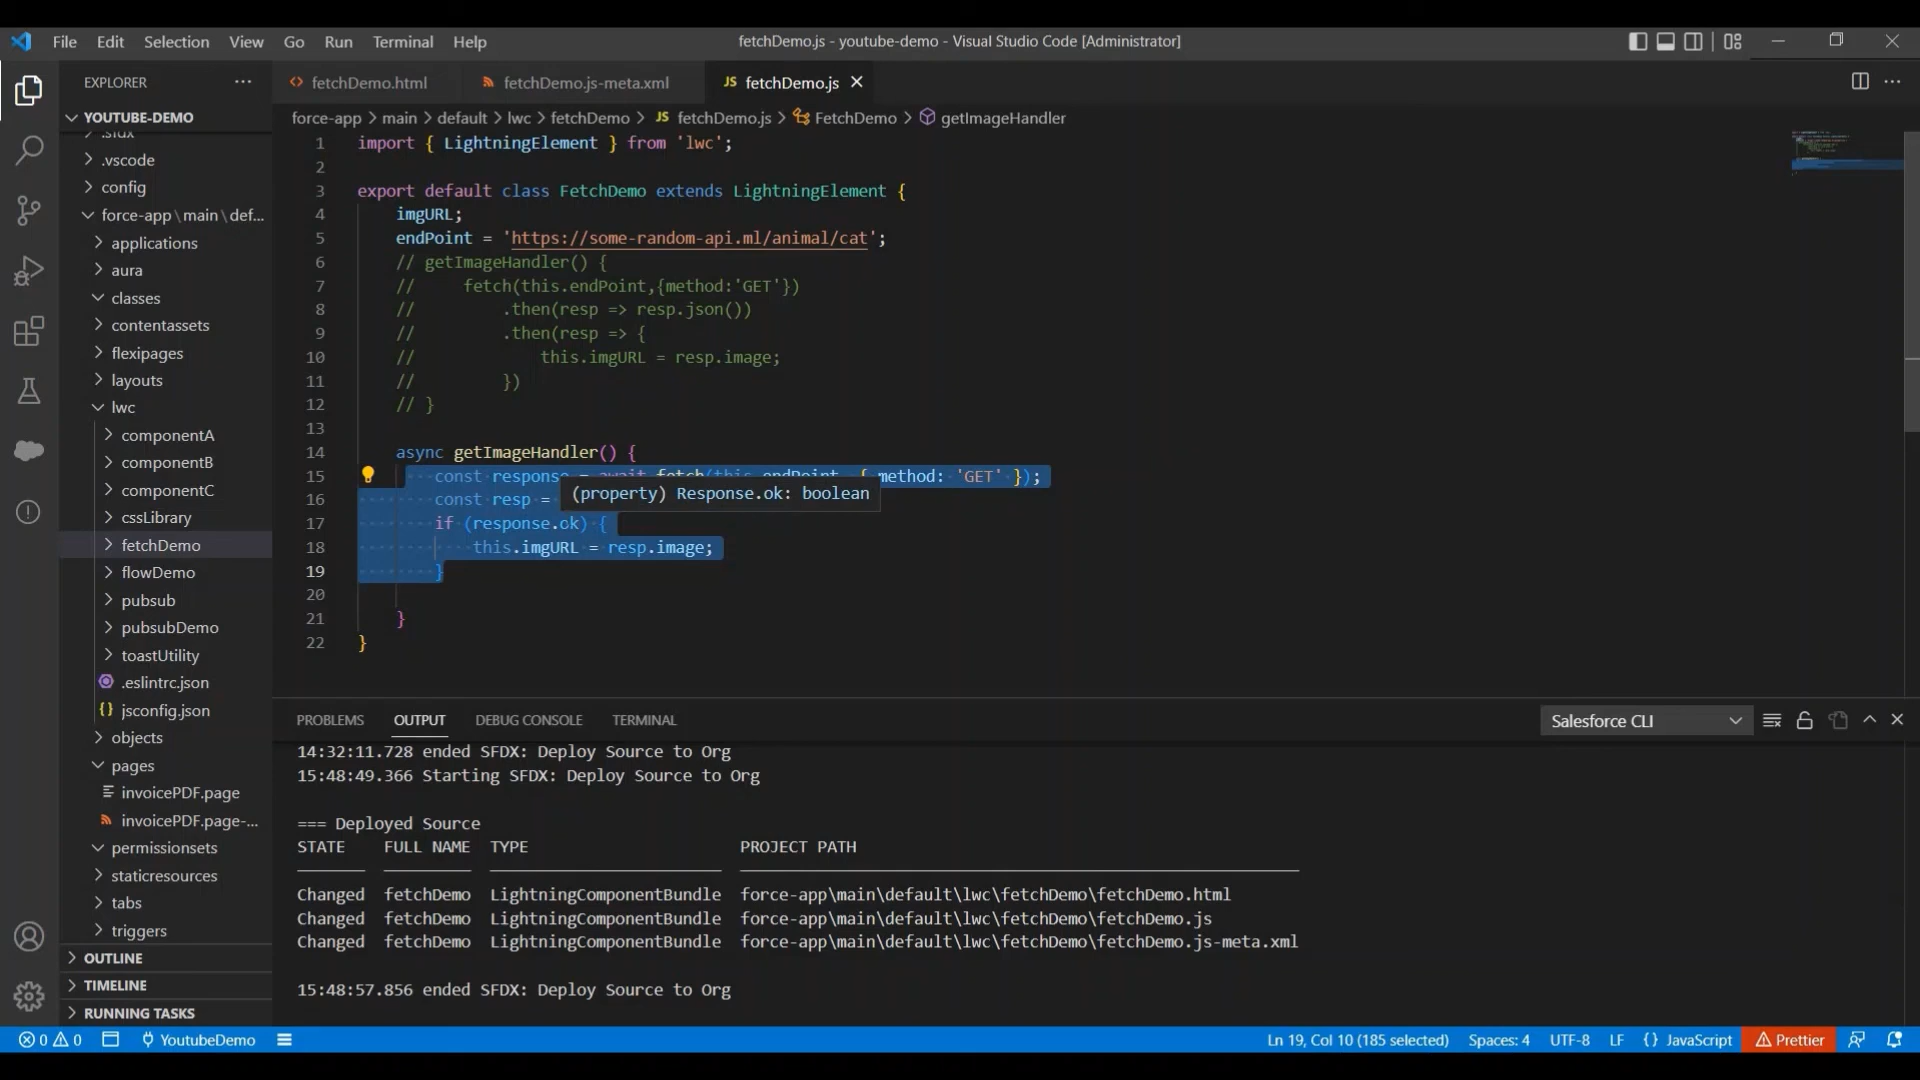 File Edit Selection View Go Run Terminal Help
fetchDemo.js - youtube-demo - Visual Studio Code [Administrator]
EXPLORER
YOUTUBE-DEMO
.sfdx
.vscode
config
force-app\main\def...
applications
aura
classes
contentassets
flexipages
layouts
lwc
componentA
componentB
componentC
cssLibrary
fetchDemo
flowDemo
pubsub
pubsubDemo
toastUtility
.eslintrc.json
{} jsconfig.json
objects
pages
invoicePDF.page
invoicePDF.page-...
permissionsets
staticresources
tabs
triggers
OUTLINE
TIMELINE
RUNNING TASKS
<> fetchDemo.html
fetchDemo.js-meta.xml
JS fetchDemo.js
force-app > main > default > lwc > fetchDemo > JS fetchDemo.js > FetchDemo > getImageHandler
1 import { LightningElement } from 'lwc';
2
3 export default class FetchDemo extends LightningElement {
4 imgURL;
5 endPoint = 'https://some-random-api.ml/animal/cat';
6 // getImageHandler() {
7 // fetch(this.endPoint,{method:'GET'})
8 // .then(resp => resp.json())
9 // .then(resp => {
10 // this.imgURL = resp.image;
11 // })
12 // }
13
14 async getImageHandler() {
15 const response = await fetch(this.endPoint, { method: 'GET' });
16 const resp =
(property) Response.ok: boolean
17 if (response.ok) {
18 this.imgURL = resp.image;
19 }
20
21 }
22 }
PROBLEMS OUTPUT DEBUG CONSOLE TERMINAL
Salesforce CLI
14:32:11.728 ended SFDX: Deploy Source to Org
15:48:49.366 Starting SFDX: Deploy Source to Org
=== Deployed Source
STATE FULL NAME TYPE PROJECT PATH
Changed fetchDemo LightningComponentBundle force-app\main\default\lwc\fetchDemo\fetchDemo.html
Changed fetchDemo LightningComponentBundle force-app\main\default\lwc\fetchDemo\fetchDemo.js
Changed fetchDemo LightningComponentBundle force-app\main\default\lwc\fetchDemo\fetchDemo.js-meta.xml
15:48:57.856 ended SFDX: Deploy Source to Org
0 0 YoutubeDemo
Ln 19, Col 10 (185 selected) Spaces: 4 UTF-8 LF {} JavaScript Prettier